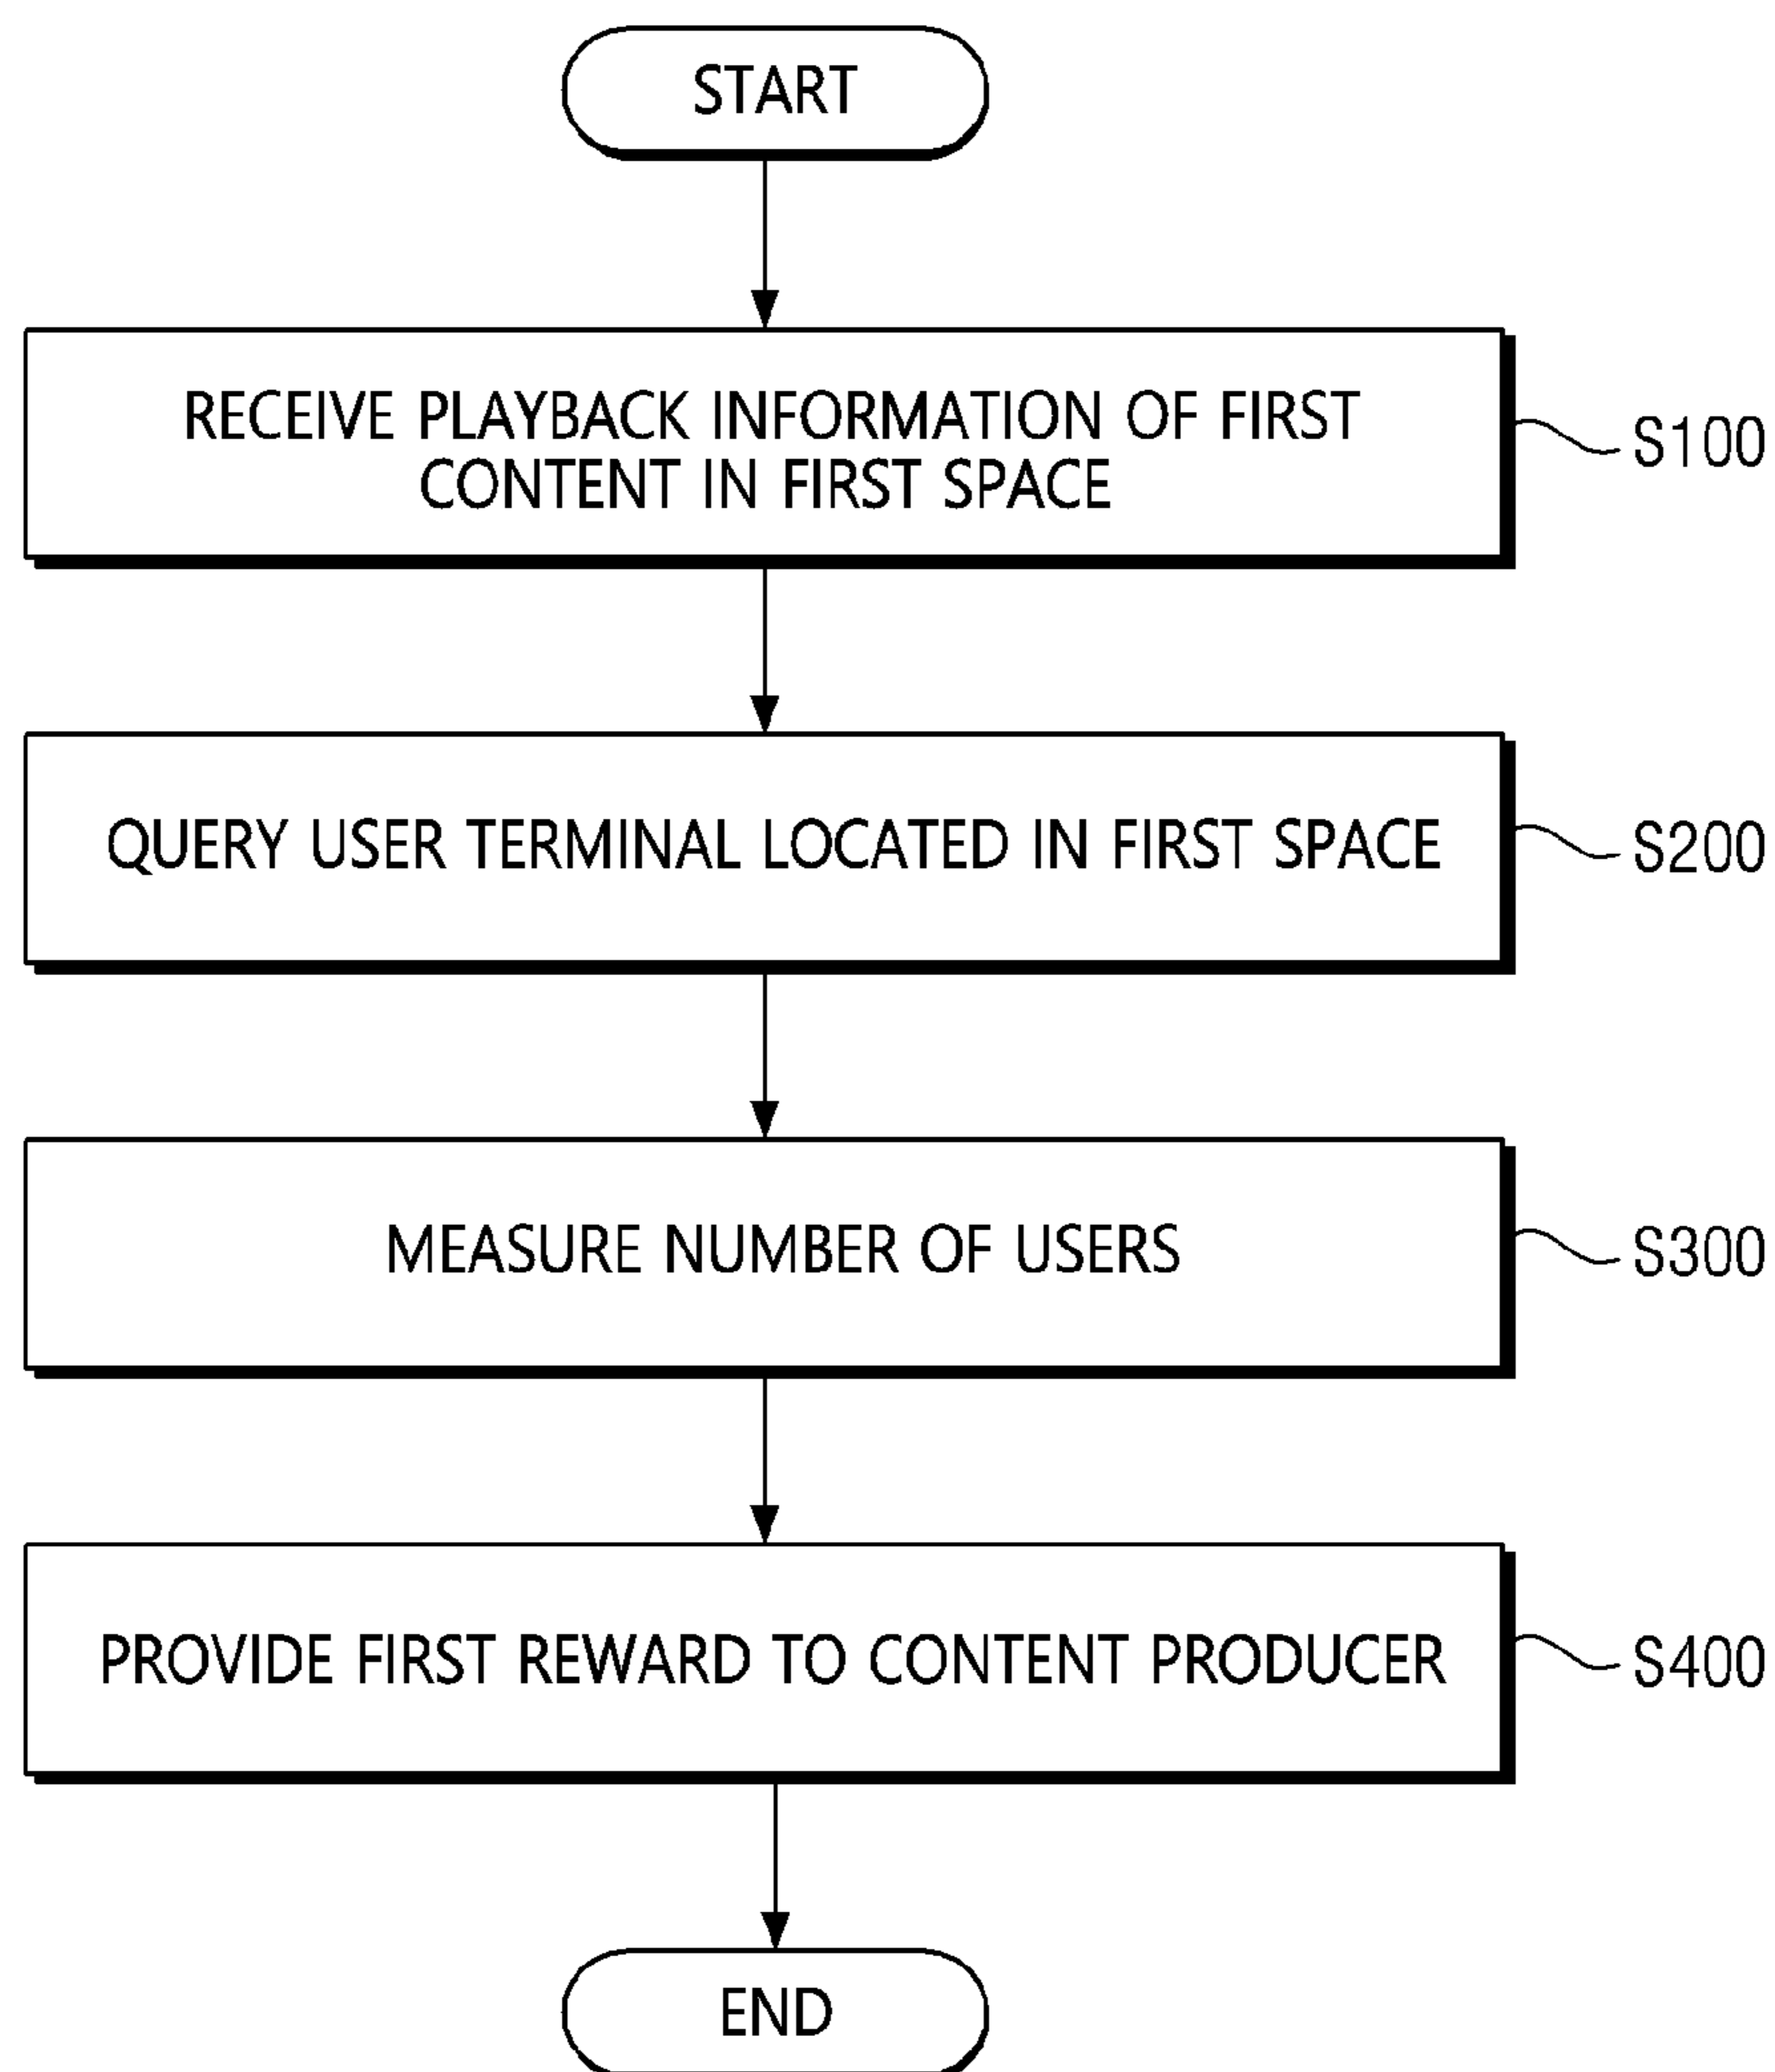 START
RECEIVE PLAYBACK INFORMATION OF FIRST
CONTENT IN FIRST SPACE
S100
QUERY USER TERMINAL LOCATED IN FIRST SPACE
S200
MEASURE NUMBER OF USERS
S300
PROVIDE FIRST REWARD TO CONTENT PRODUCER
S400
END